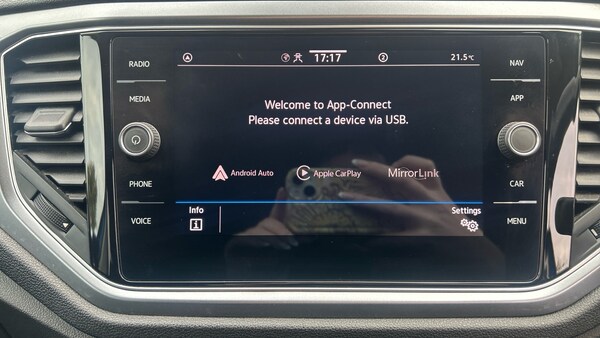 RADIO
MEDIA
PHONE
VOICE
17:17
2
21.5°C
Welcome to App-Connect
Please connect a device via USB.
Android Auto
Apple CarPlay
MirrorLink
Info
i
Settings
NAV
APP
CAR
MENU